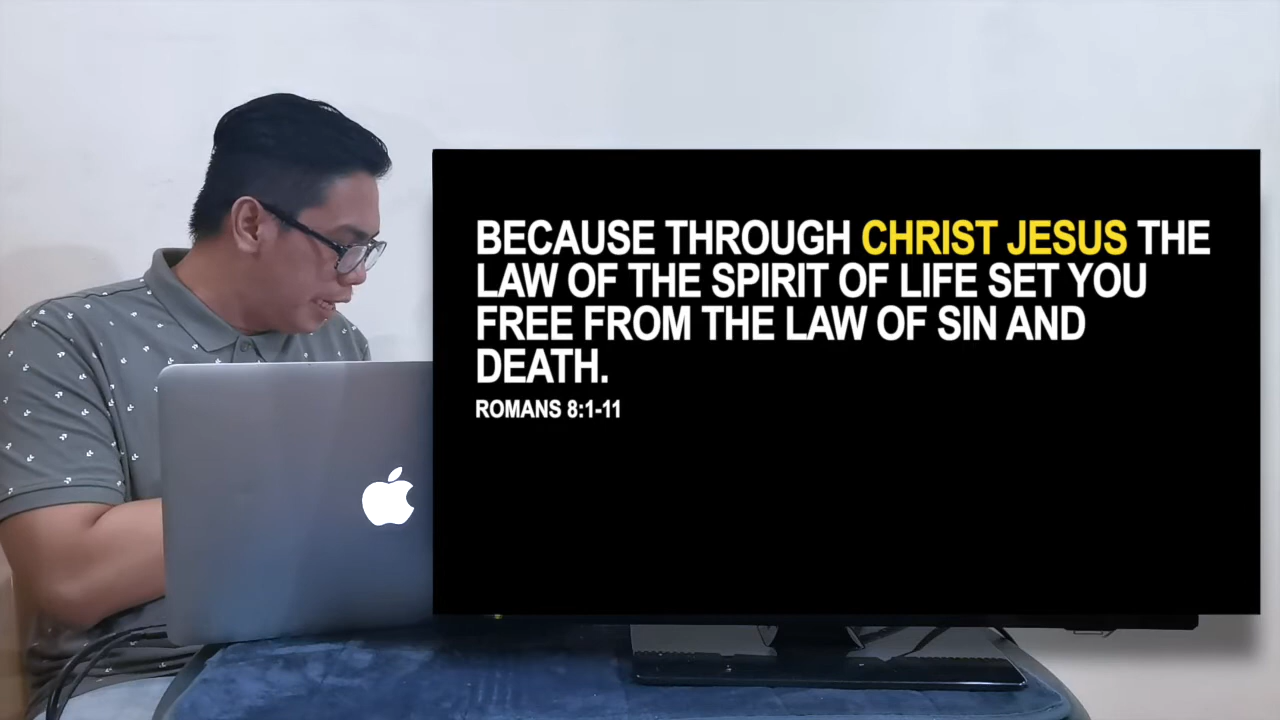 BECAUSE THROUGH CHRIST JESUS THE
LAW OF THE SPIRIT OF LIFE SET YOU
FREE FROM THE LAW OF SIN AND
DEATH.
ROMANS 8:1-11